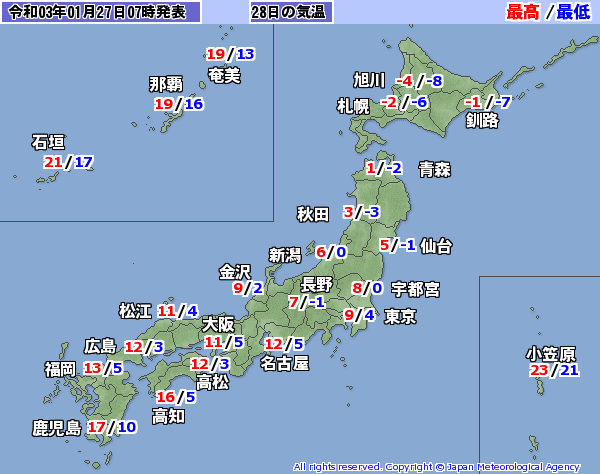 令和03年01月27日07時発表
28日の気温
最高/最低
19/13
奄美
那覇
19/16
石垣
21/17
旭川
-4/-8
札幌
-2/-6
-1/-7
釧路
1/-2
青森
秋田
3/-3
5/-1
仙台
新潟
6/0
金沢
9/2
長野
7/-1
8/0
宇都宮
9/4
東京
松江
11/4
大阪
11/5
12/5
名古屋
広島
12/3
12/3
高松
福岡
13/5
16/5
高知
鹿児島
17/10
小笠原
23/21
All rights reserved. Copyright © Japan Meteorological Agency